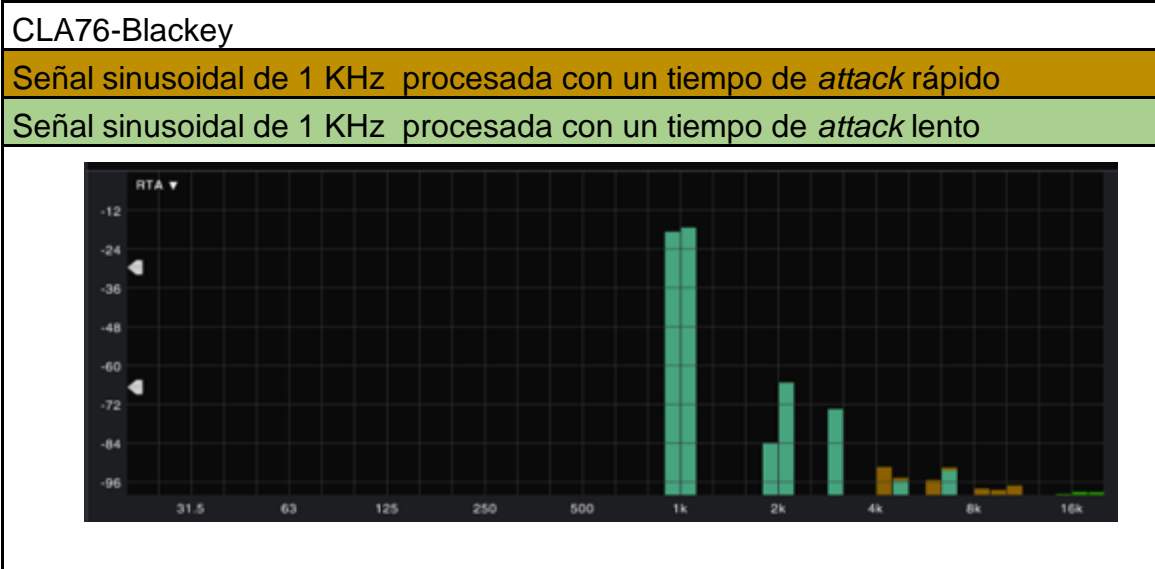 CLA76-Blackey
Señal sinusoidal de 1 KHz  procesada con un tiempo de attack rápido
Señal sinusoidal de 1 KHz  procesada con un tiempo de attack lento
RTA ▼
-12
-24
-36
-48
-60
-72
-84
-96
31.5 63 125 250 500 1k 2k 4k 8k 16k